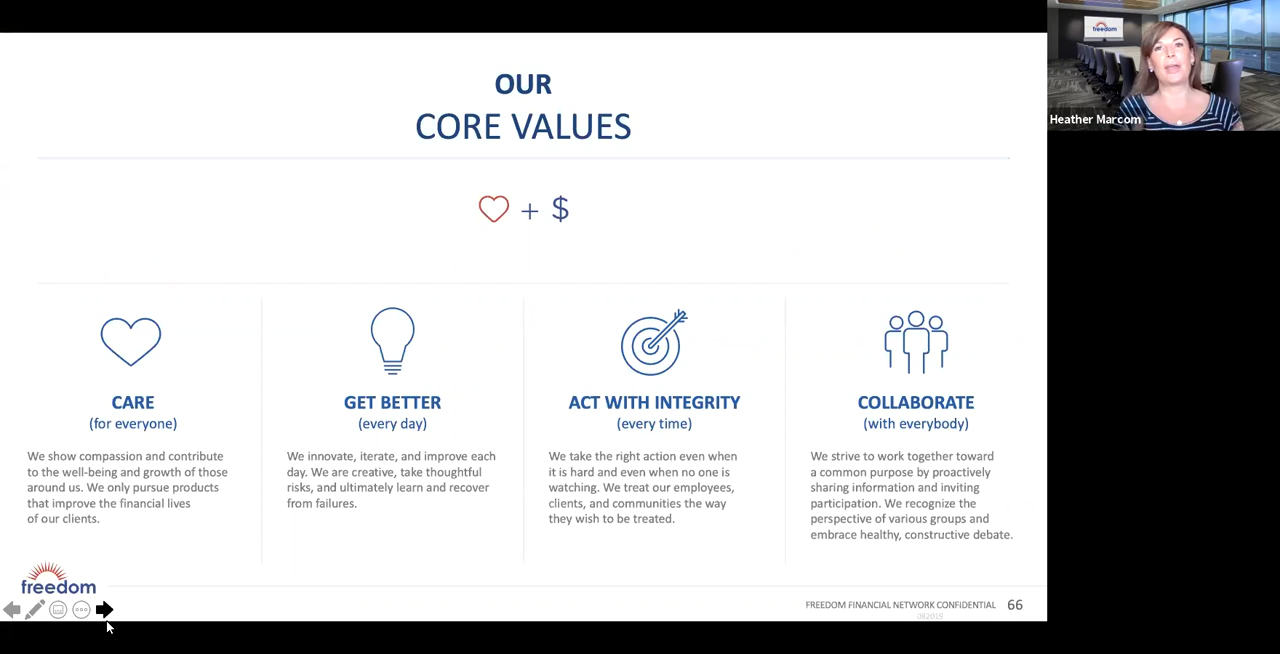 OUR
CORE VALUES
+ $
CARE
(for everyone)
We show compassion and contribute
to the well-being and growth of those
around us. We only pursue products
that improve the financial lives
of our clients.
GET BETTER
(every day)
We innovate, iterate, and improve each
day. We are creative, take thoughtful
risks, and ultimately learn and recover
from failures.
ACT WITH INTEGRITY
(every time)
We take the right action even when
it is hard and even when no one is
watching. We treat our employees,
clients, and communities the way
they wish to be treated.
COLLABORATE
(with everybody)
We strive to work together toward
a common purpose by proactively
sharing information and inviting
participation. We recognize the
perspective of various groups and
embrace healthy, constructive debate.
freedom
FREEDOM FINANCIAL NETWORK CONFIDENTIAL 66
freedom
Heather Marcom